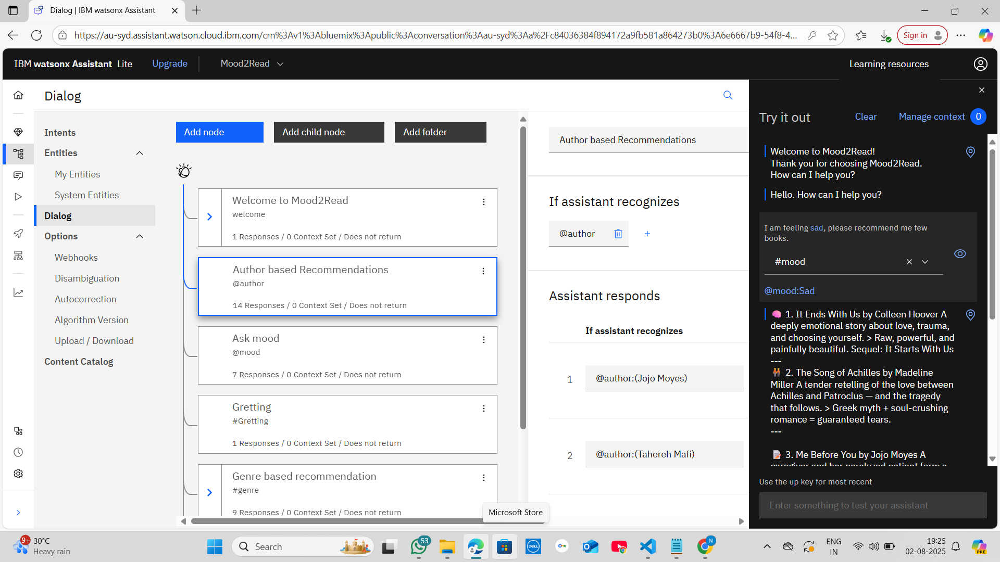 Dialog | IBM watsonx Assistant
https://au-syd.assistant.watson.cloud.ibm.com/crn%3Av1%3Abluemix%3Apublic%3Aconversation%3Aau-syd%3Aa%2Fc84036384f894172a9fb581a864273b0%3A6e6667b9-54f8-4...
Sign in
IBM watsonx Assistant Lite
Upgrade
Mood2Read
Learning resources
Dialog
Intents
Entities
My Entities
System Entities
Dialog
Options
Webhooks
Disambiguation
Autocorrection
Algorithm Version
Upload / Download
Content Catalog
Add node
Add child node
Add folder
Welcome to Mood2Read
welcome
1 Responses / 0 Context Set / Does not return
Author based Recommendations
@author
14 Responses / 0 Context Set / Does not return
Ask mood
@mood
7 Responses / 0 Context Set / Does not return
Gretting
#Gretting
1 Responses / 0 Context Set / Does not return
Genre based recommendation
#genre
9 Responses / 0 Context Set / Does not return
Microsoft Store
Author based Recommendations
If assistant recognizes
@author
Assistant responds
If assistant recognizes
1 @author:(Jojo Moyes)
2 @author:(Tahereh Mafi)
Try it out
Clear
Manage context 0
Welcome to Mood2Read!
Thank you for choosing Mood2Read.
How can I help you?
Hello. How can I help you?
I am feeling sad, please recommend me few
books.
#mood
@mood:Sad
🧠 1. It Ends With Us by Colleen Hoover A
deeply emotional story about love, trauma,
and choosing yourself. > Raw, powerful, and
painfully beautiful. Sequel: It Starts With Us
---
👬 2. The Song of Achilles by Madeline
Miller A tender retelling of the love between
Achilles and Patroclus — and the tragedy
that follows. > Greek myth + soul-crushing
romance = guaranteed tears.
---
📝 3. Me Before You by Jojo Moyes A
caregiver and her paralyzed patient form a
Use the up key for most recent
Enter something to test your assistant
9+
30°C
Heavy rain
Search
53
DELL
N
ENG
IN
19:25
02-08-2025
PRE